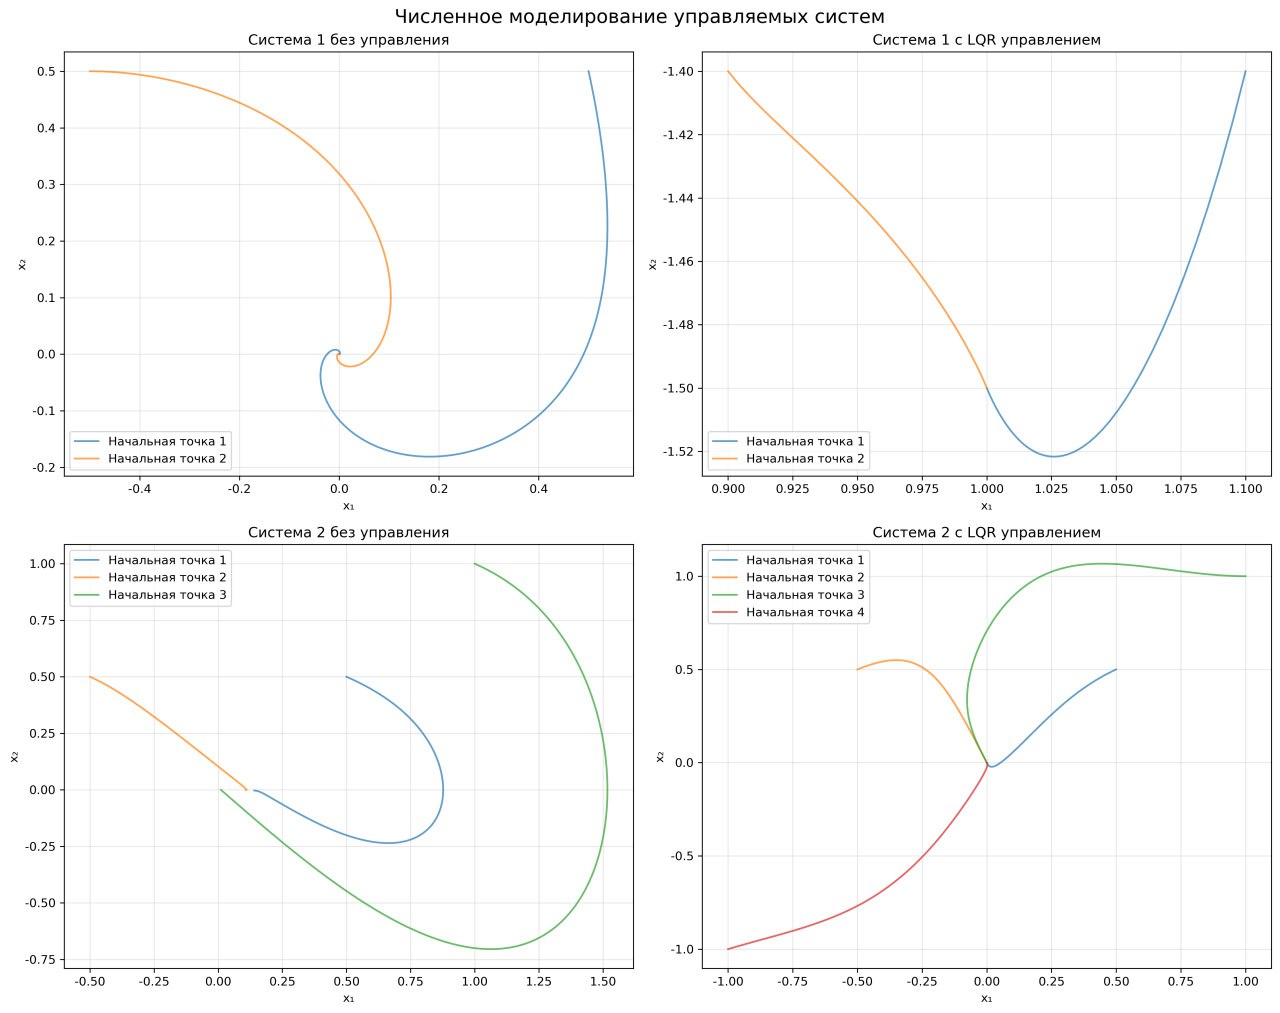 Численное моделирование управляемых систем
Система 1 без управления
0.5
0.4
0.3
0.2
0.1
0.0
-0.1
-0.2
x₂
-0.4
-0.2
0.0
0.2
0.4
x₁
Начальная точка 1
Начальная точка 2
Система 1 с LQR управлением
-1.40
-1.42
-1.44
-1.46
-1.48
-1.50
-1.52
x₂
0.900
0.925
0.950
0.975
1.000
1.025
1.050
1.075
1.100
x₁
Начальная точка 1
Начальная точка 2
Система 2 без управления
Начальная точка 1
Начальная точка 2
Начальная точка 3
1.00
0.75
0.50
0.25
0.00
-0.25
-0.50
-0.75
x₂
-0.50
-0.25
0.00
0.25
0.50
0.75
1.00
1.25
1.50
x₁
Система 2 с LQR управлением
Начальная точка 1
Начальная точка 2
Начальная точка 3
Начальная точка 4
1.0
0.5
0.0
-0.5
-1.0
x₂
-1.00
-0.75
-0.50
-0.25
0.00
0.25
0.50
0.75
1.00
x₁